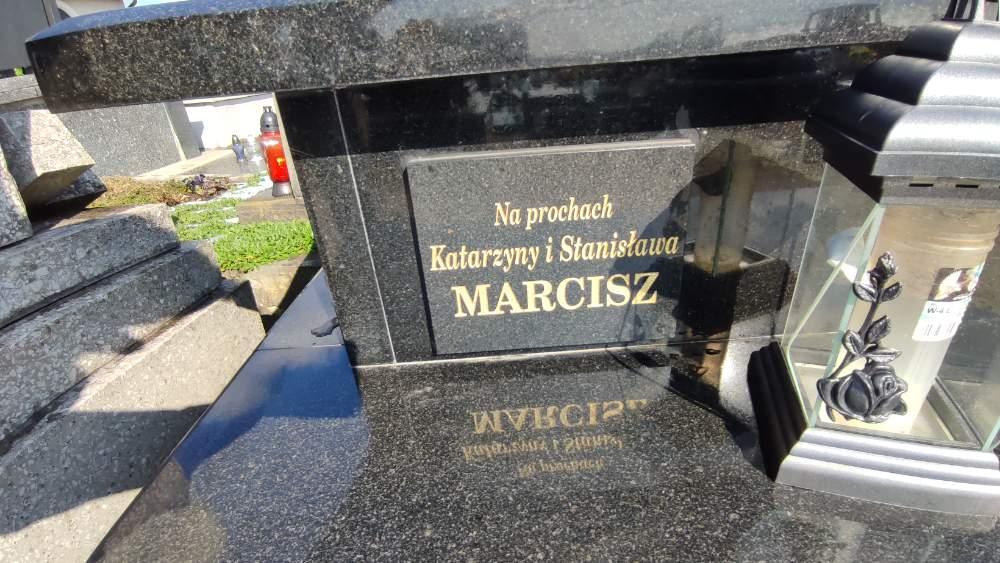 Na prochach
Katarzyny i Stanisława
MARCISZ